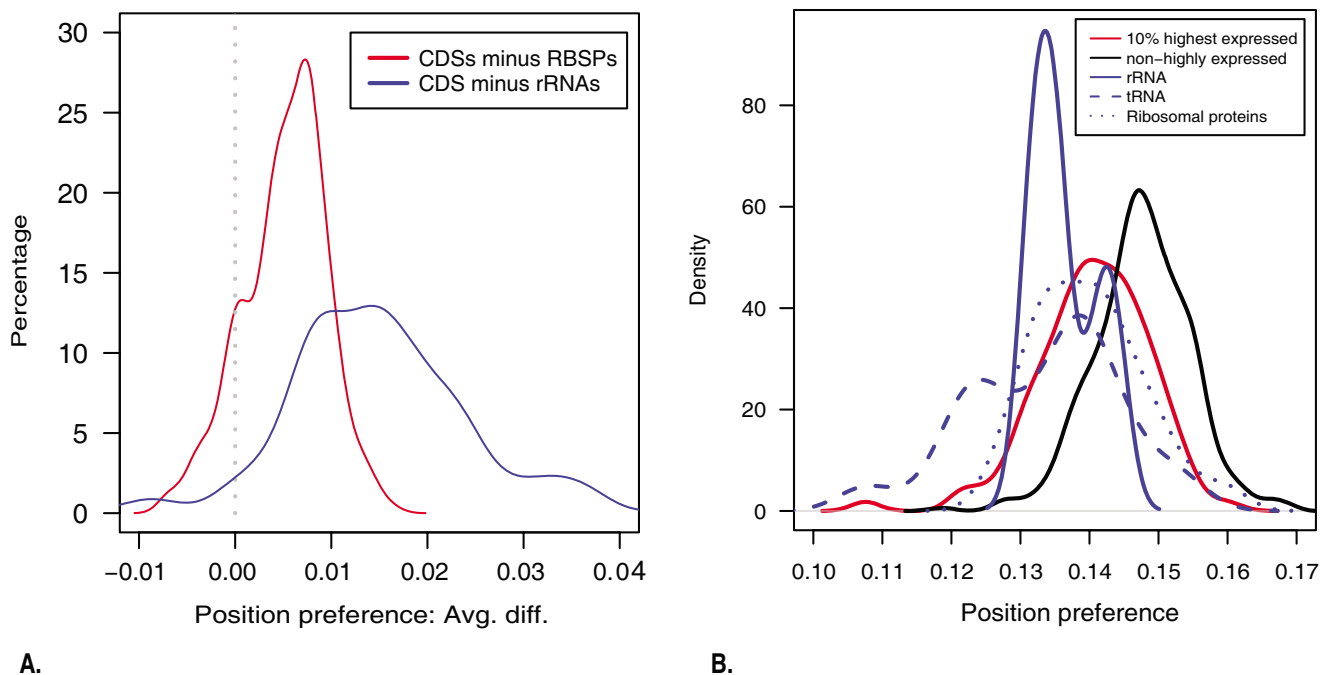 30
25
20
15
10
5
0
Percentage
CDSs minus RBSPs
CDS minus rRNAs
−0.01
0.00
0.01
0.02
0.03
0.04
Position preference: Avg. diff.
A.
80
60
40
20
0
Density
10% highest expressed
non−highly expressed
rRNA
tRNA
Ribosomal proteins
0.10
0.11
0.12
0.13
0.14
0.15
0.16
0.17
Position preference
B.